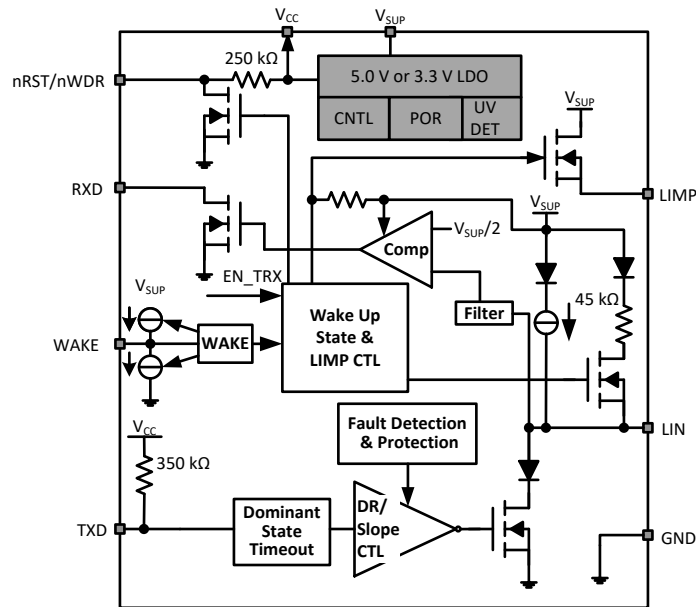 VCC
VSUP
250 kΩ
nRST/nWDR
5.0 V or 3.3 V LDO
CNTL
POR
UV
DET
VSUP
RXD
LIMP
VSUP
VSUP/2
Comp
EN_TRX
VSUP
Wake Up
State &
LIMP CTL
Filter
45 kΩ
WAKE
WAKE
VCC
Fault Detection
& Protection
LIN
350 kΩ
TXD
Dominant
State
Timeout
DR/
Slope
CTL
GND